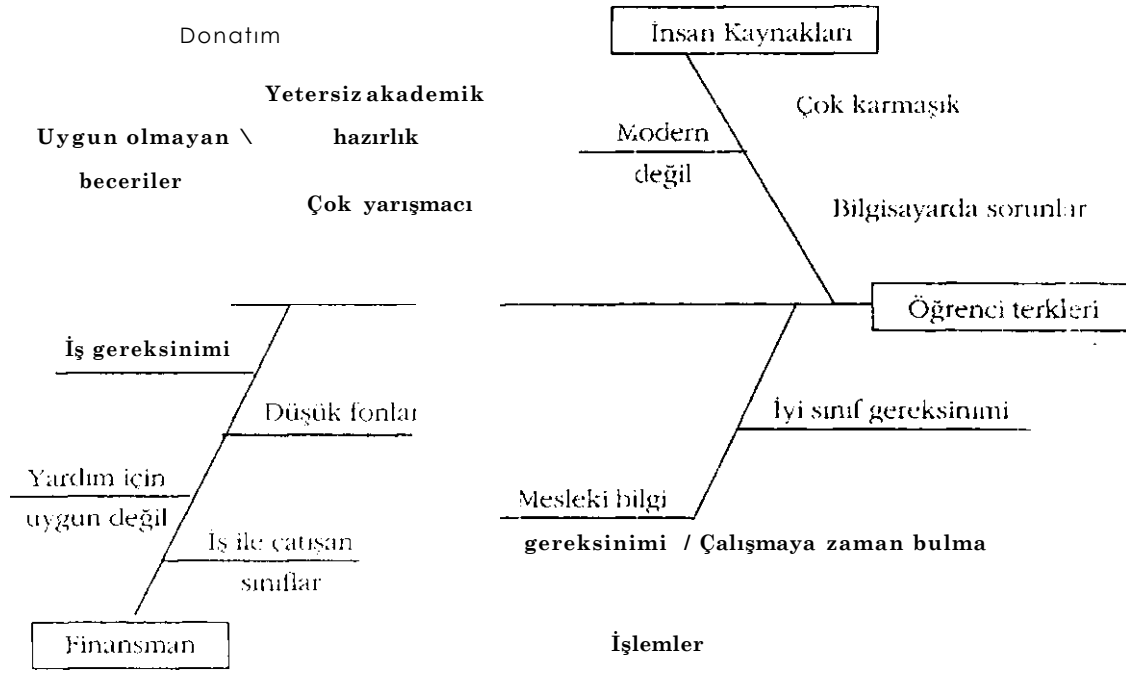 Donatım
İnsan Kaynakları
Yetersiz akademik
hazırlık
Uygun olmayan \
beceriler
Çok yarışmacı
Çok karmaşık
Modern
değil
Bilgisayarda sorunlar
Öğrenci terkleri
İş gereksinimi
Düşük fonlar
İyi sınıf gereksinimi
Yardım için
uygun değil
Mesleki bilgi
gereksinimi / Çalışmaya zaman bulma
İş ile çatışan
sınıflar
Finansman
İşlemler